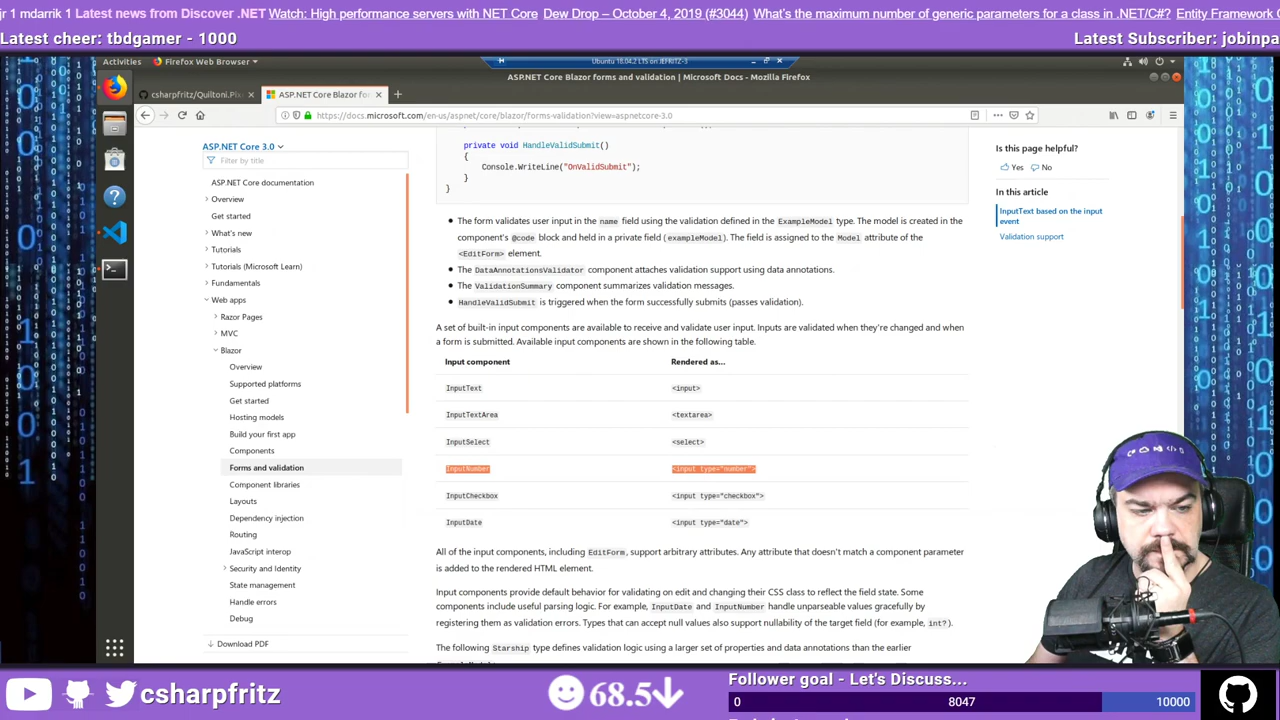 jr 1 in ASP.NET Watch: High performance servers with NET Core Dew Drop – October 4, 2019 (#3044) What's the maximum number of generic parameters for a class in .NET/C#? Entity Framework C
Latest cheer: tbdgamer - 1000
Latest Subscriber: jobinpa
Activities
Firefox Web Browser
Ubuntu 18.04.2 LTS on JEFRITZ-3
ASP.NET Core Blazor forms and validation | Microsoft Docs - Mozilla Firefox
csharpfritz/Quiltoni.Pix
ASP.NET Core Blazor for
https://docs.microsoft.com/en-us/aspnet/core/blazor/forms-validation?view=aspnetcore-3.0
ASP.NET Core 3.0
Filter by title
ASP.NET Core documentation
Overview
Get started
What's new
Tutorials
Tutorials (Microsoft Learn)
Fundamentals
Web apps
Razor Pages
MVC
Blazor
Overview
Supported platforms
Get started
Hosting models
Build your first app
Components
Forms and validation
Component libraries
Layouts
Dependency injection
Routing
JavaScript interop
Security and Identity
State management
Handle errors
Debug
Download PDF
private void HandleValidSubmit()
{
Console.WriteLine("OnValidSubmit");
}
}
The form validates user input in the name field using the validation defined in the ExampleModel type. The model is created in the
component's @code block and held in a private field (exampleModel). The field is assigned to the Model attribute of the
<EditForm> element.
The DataAnnotationsValidator component attaches validation support using data annotations.
The ValidationSummary component summarizes validation messages.
HandleValidSubmit is triggered when the form successfully submits (passes validation).
A set of built-in input components are available to receive and validate user input. Inputs are validated when they're changed and when
a form is submitted. Available input components are shown in the following table.
Input component Rendered as…
InputText <input>
InputTextArea <textarea>
InputSelect <select>
InputNumber <input type="number">
InputCheckbox <input type="checkbox">
InputDate <input type="date">
All of the input components, including EditForm, support arbitrary attributes. Any attribute that doesn't match a component parameter
is added to the rendered HTML element.
Input components provide default behavior for validating on edit and changing their CSS class to reflect the field state. Some
components include useful parsing logic. For example, InputDate and InputNumber handle unparseable values gracefully by
registering them as validation errors. Types that can accept null values also support nullability of the target field (for example, int?).
The following Starship type defines validation logic using a larger set of properties and data annotations than the earlier
Is this page helpful?
Yes No
In this article
InputText based on the input
event
Validation support
csharpfritz
68.5↓
Follower goal - Let's Discuss...
0 8047 10000